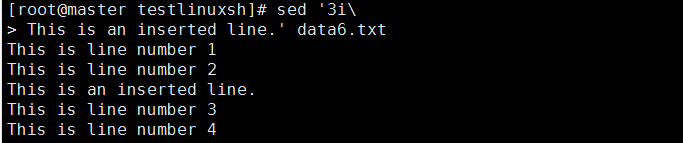 [root@master testlinuxsh]# sed '3i\
> This is an inserted line.' data6.txt
This is line number 1
This is line number 2
This is an inserted line.
This is line number 3
This is line number 4